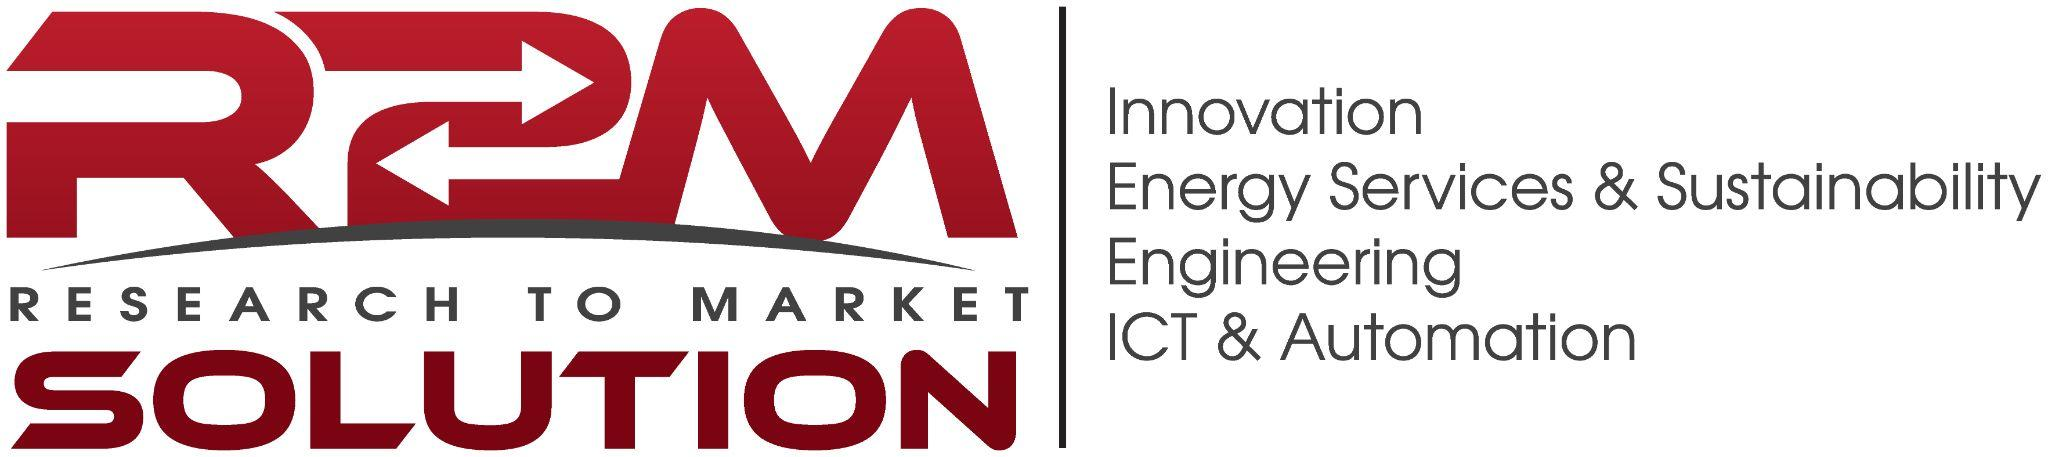 R2M
RESEARCH TO MARKET
SOLUTION
Innovation
Energy Services & Sustainability
Engineering
ICT & Automation